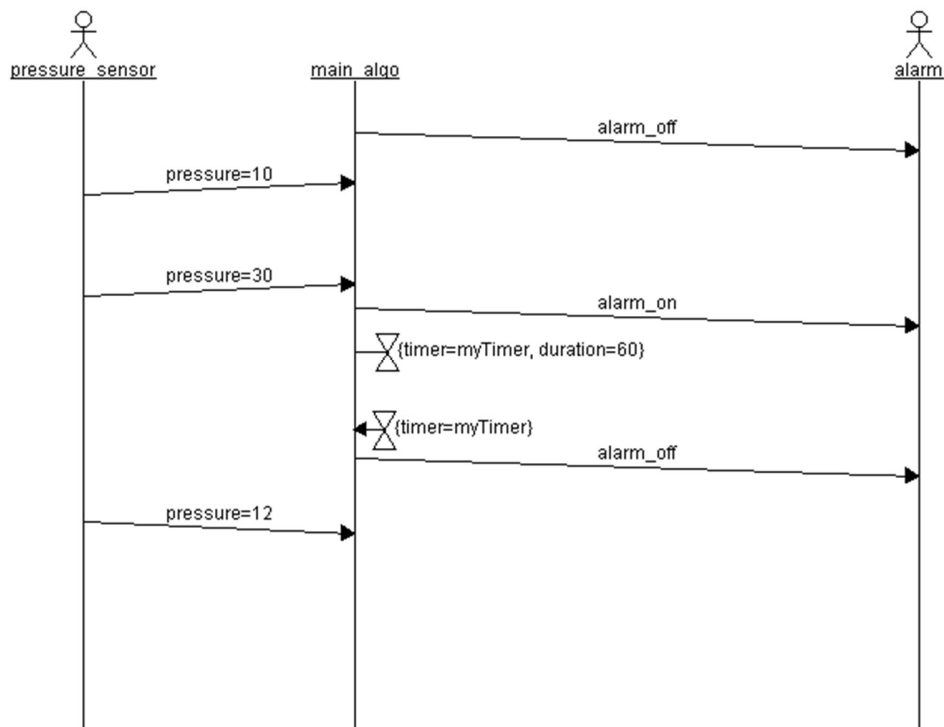 pressure_sensor
main_algo
alarm
alarm_off
pressure=10
pressure=30
alarm_on
{timer=myTimer, duration=60}
{timer=myTimer}
alarm_off
pressure=12